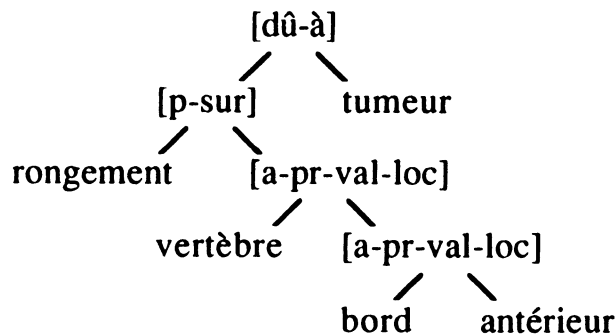 [dû-à]
[p-sur] tumeur
rongement [a-pr-val-loc]
vertèbre [a-pr-val-loc]
bord antérieur